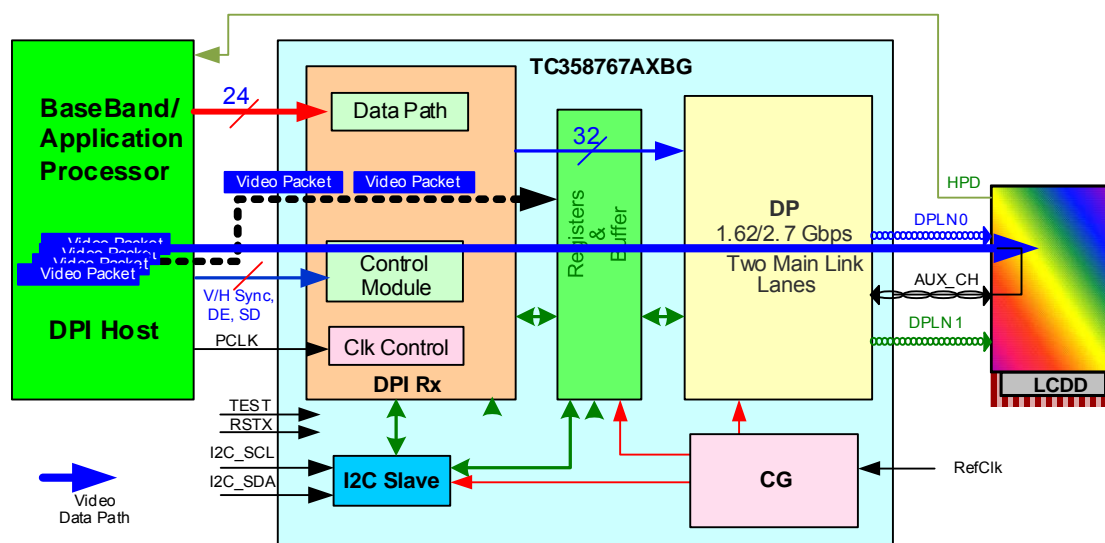 TC358767AXBG
BaseBand/
Application
Processor
24
Data Path
32
Video Packet
Video Packet
HPD
DP
1.62/2.7 Gbps
Two Main Link
Lanes
Registers
&
Buffer
DPLN0
Video Packet
Video Packet
Video Packet
Video Packet
Control
Module
AUX_CH
V/H Sync,
DE, SD
DPI Host
DPLN1
PCLK
Clk Control
DPI Rx
LCDD
TEST
RSTX
I2C_SCL
I2C_SDA
I2C Slave
CG
RefClk
Video
Data Path